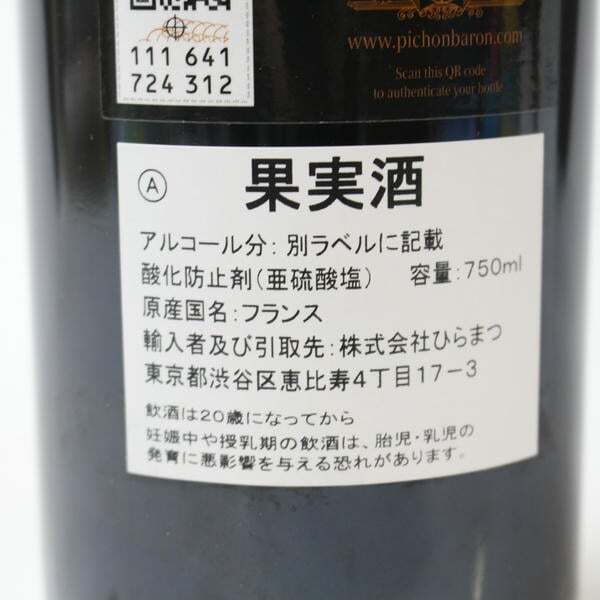 111 641
724 312
www.pichonbaron.com
Scan this QR code
to authenticate your bottle
Ⓐ 果実酒
アルコール分：別ラベルに記載
酸化防止剤（亜硫酸塩） 容量：750ml
原産国名：フランス
輸入者及び引取先：株式会社ひらまつ
東京都渋谷区恵比寿4丁目17−3
飲酒は20歳になってから
妊娠中や授乳期の飲酒は、胎児・乳児の
発育に悪影響を与える恐れがあります。